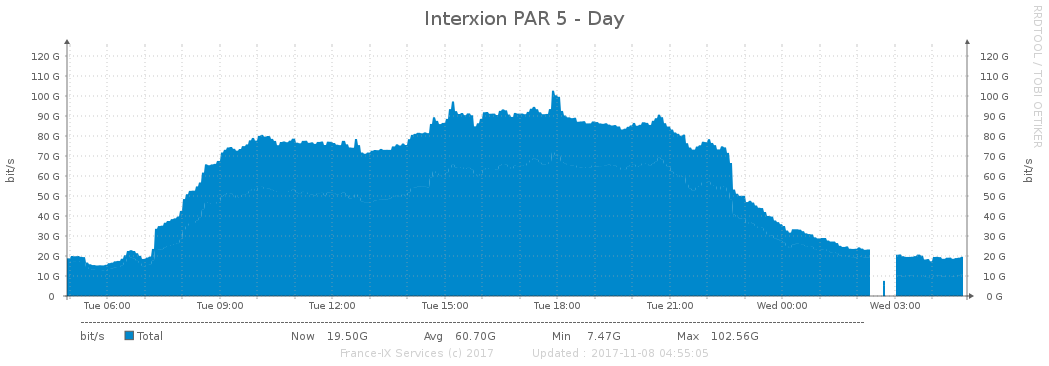 Interxion PAR 5 - Day
RRDTOOL / TOBI OETIKER
bit/s
120 G
110 G
100 G
90 G
80 G
70 G
60 G
50 G
40 G
30 G
20 G
10 G
0
120 G
110 G
100 G
90 G
80 G
70 G
60 G
50 G
40 G
30 G
20 G
10 G
0 G
bit/s
Tue 06:00 Tue 09:00 Tue 12:00 Tue 15:00 Tue 18:00 Tue 21:00 Wed 00:00 Wed 03:00
bit/s Total Now 19.50G Avg 60.70G Min 7.47G Max 102.56G
France-IX Services (c) 2017 Updated : 2017-11-08 04:55:05